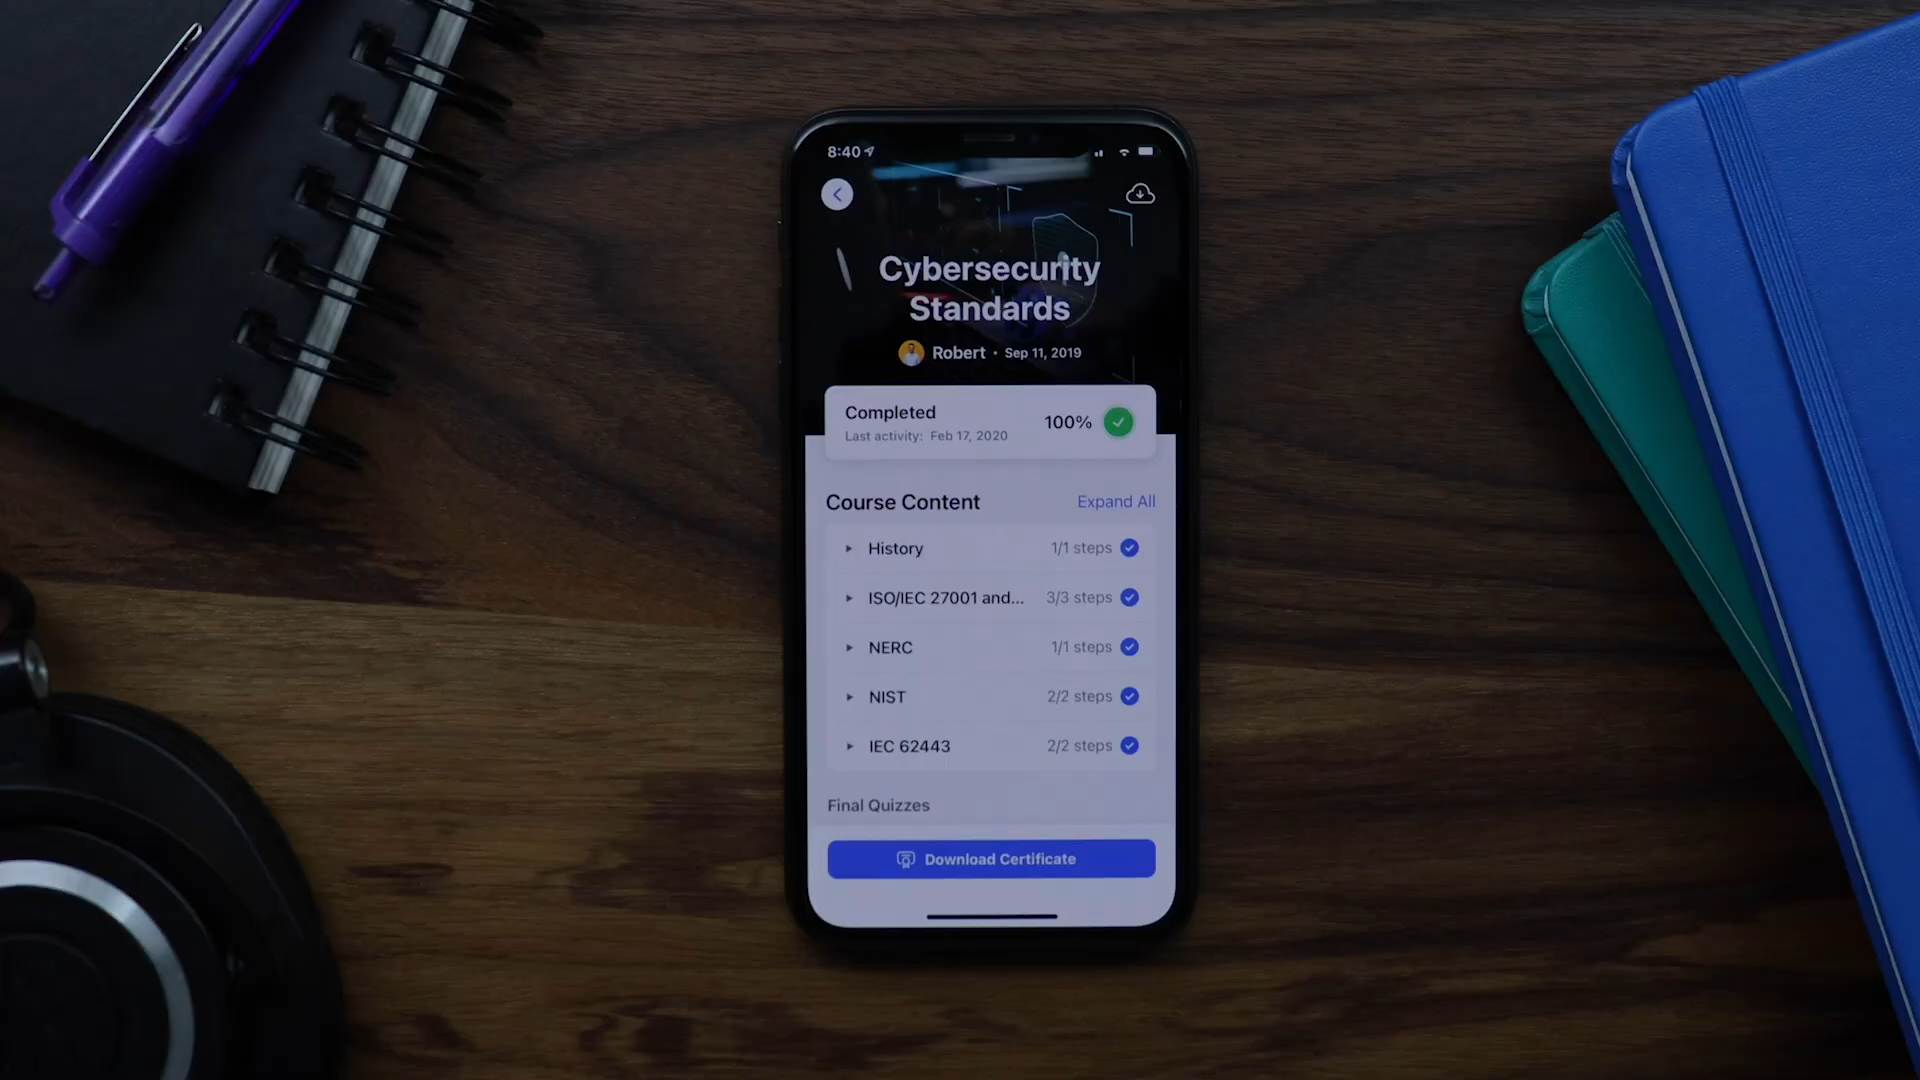 8:40
Cybersecurity
Standards
Robert • Sep 11, 2019
Completed
Last activity: Feb 17, 2020
100%
Course Content
Expand All
History
1/1 steps
ISO/IEC 27001 and...
3/3 steps
NERC
1/1 steps
NIST
2/2 steps
IEC 62443
2/2 steps
Final Quizzes
Download Certificate